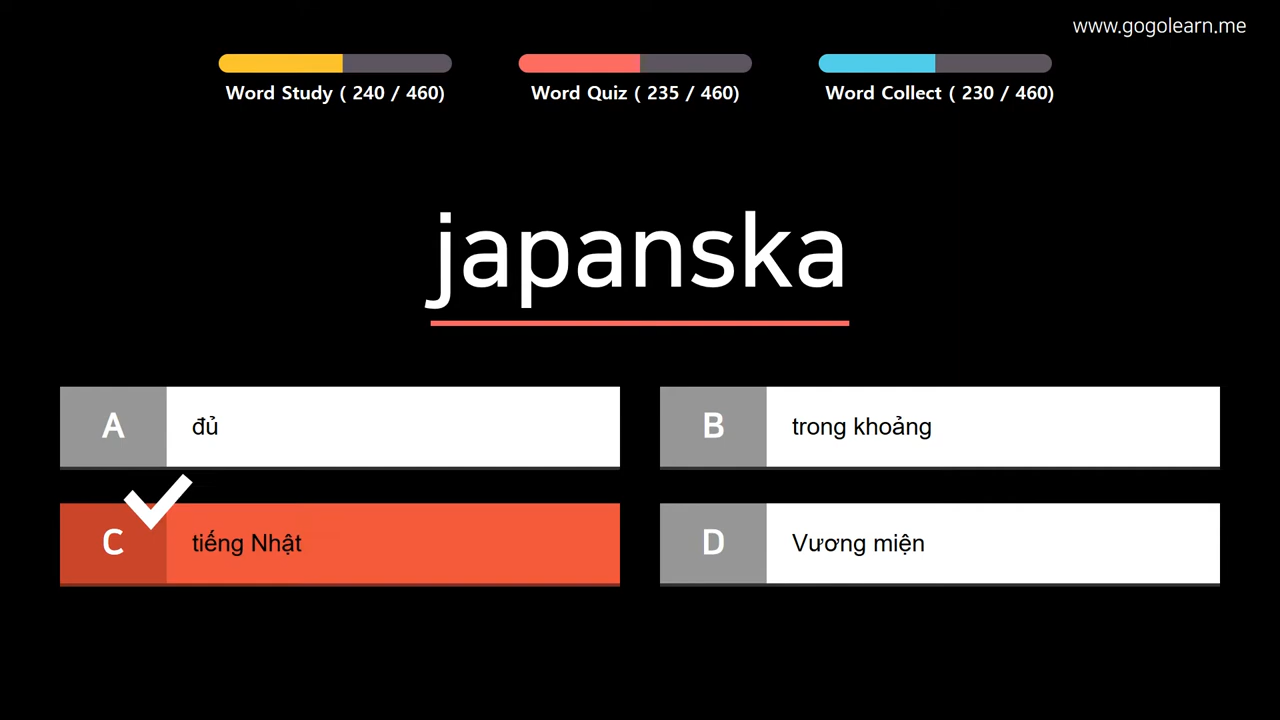 www.gogolearn.me
Word Study ( 240 / 460)
Word Quiz ( 235 / 460)
Word Collect ( 230 / 460)
japanska
A đủ
B trong khoảng
C tiếng Nhật
D Vương miện